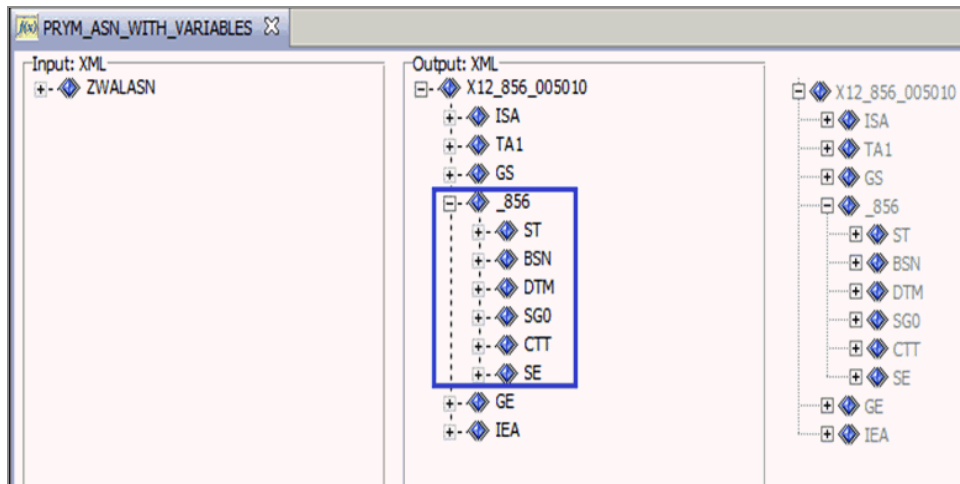 f(x) PRYM_ASN_WITH_VARIABLES
Input: XML
ZWALASN
Output: XML
X12_856_005010
ISA
TA1
GS
_856
ST
BSN
DTM
SG0
CTT
SE
GE
IEA
X12_856_005010
ISA
TA1
GS
_856
ST
BSN
DTM
SG0
CTT
SE
GE
IEA